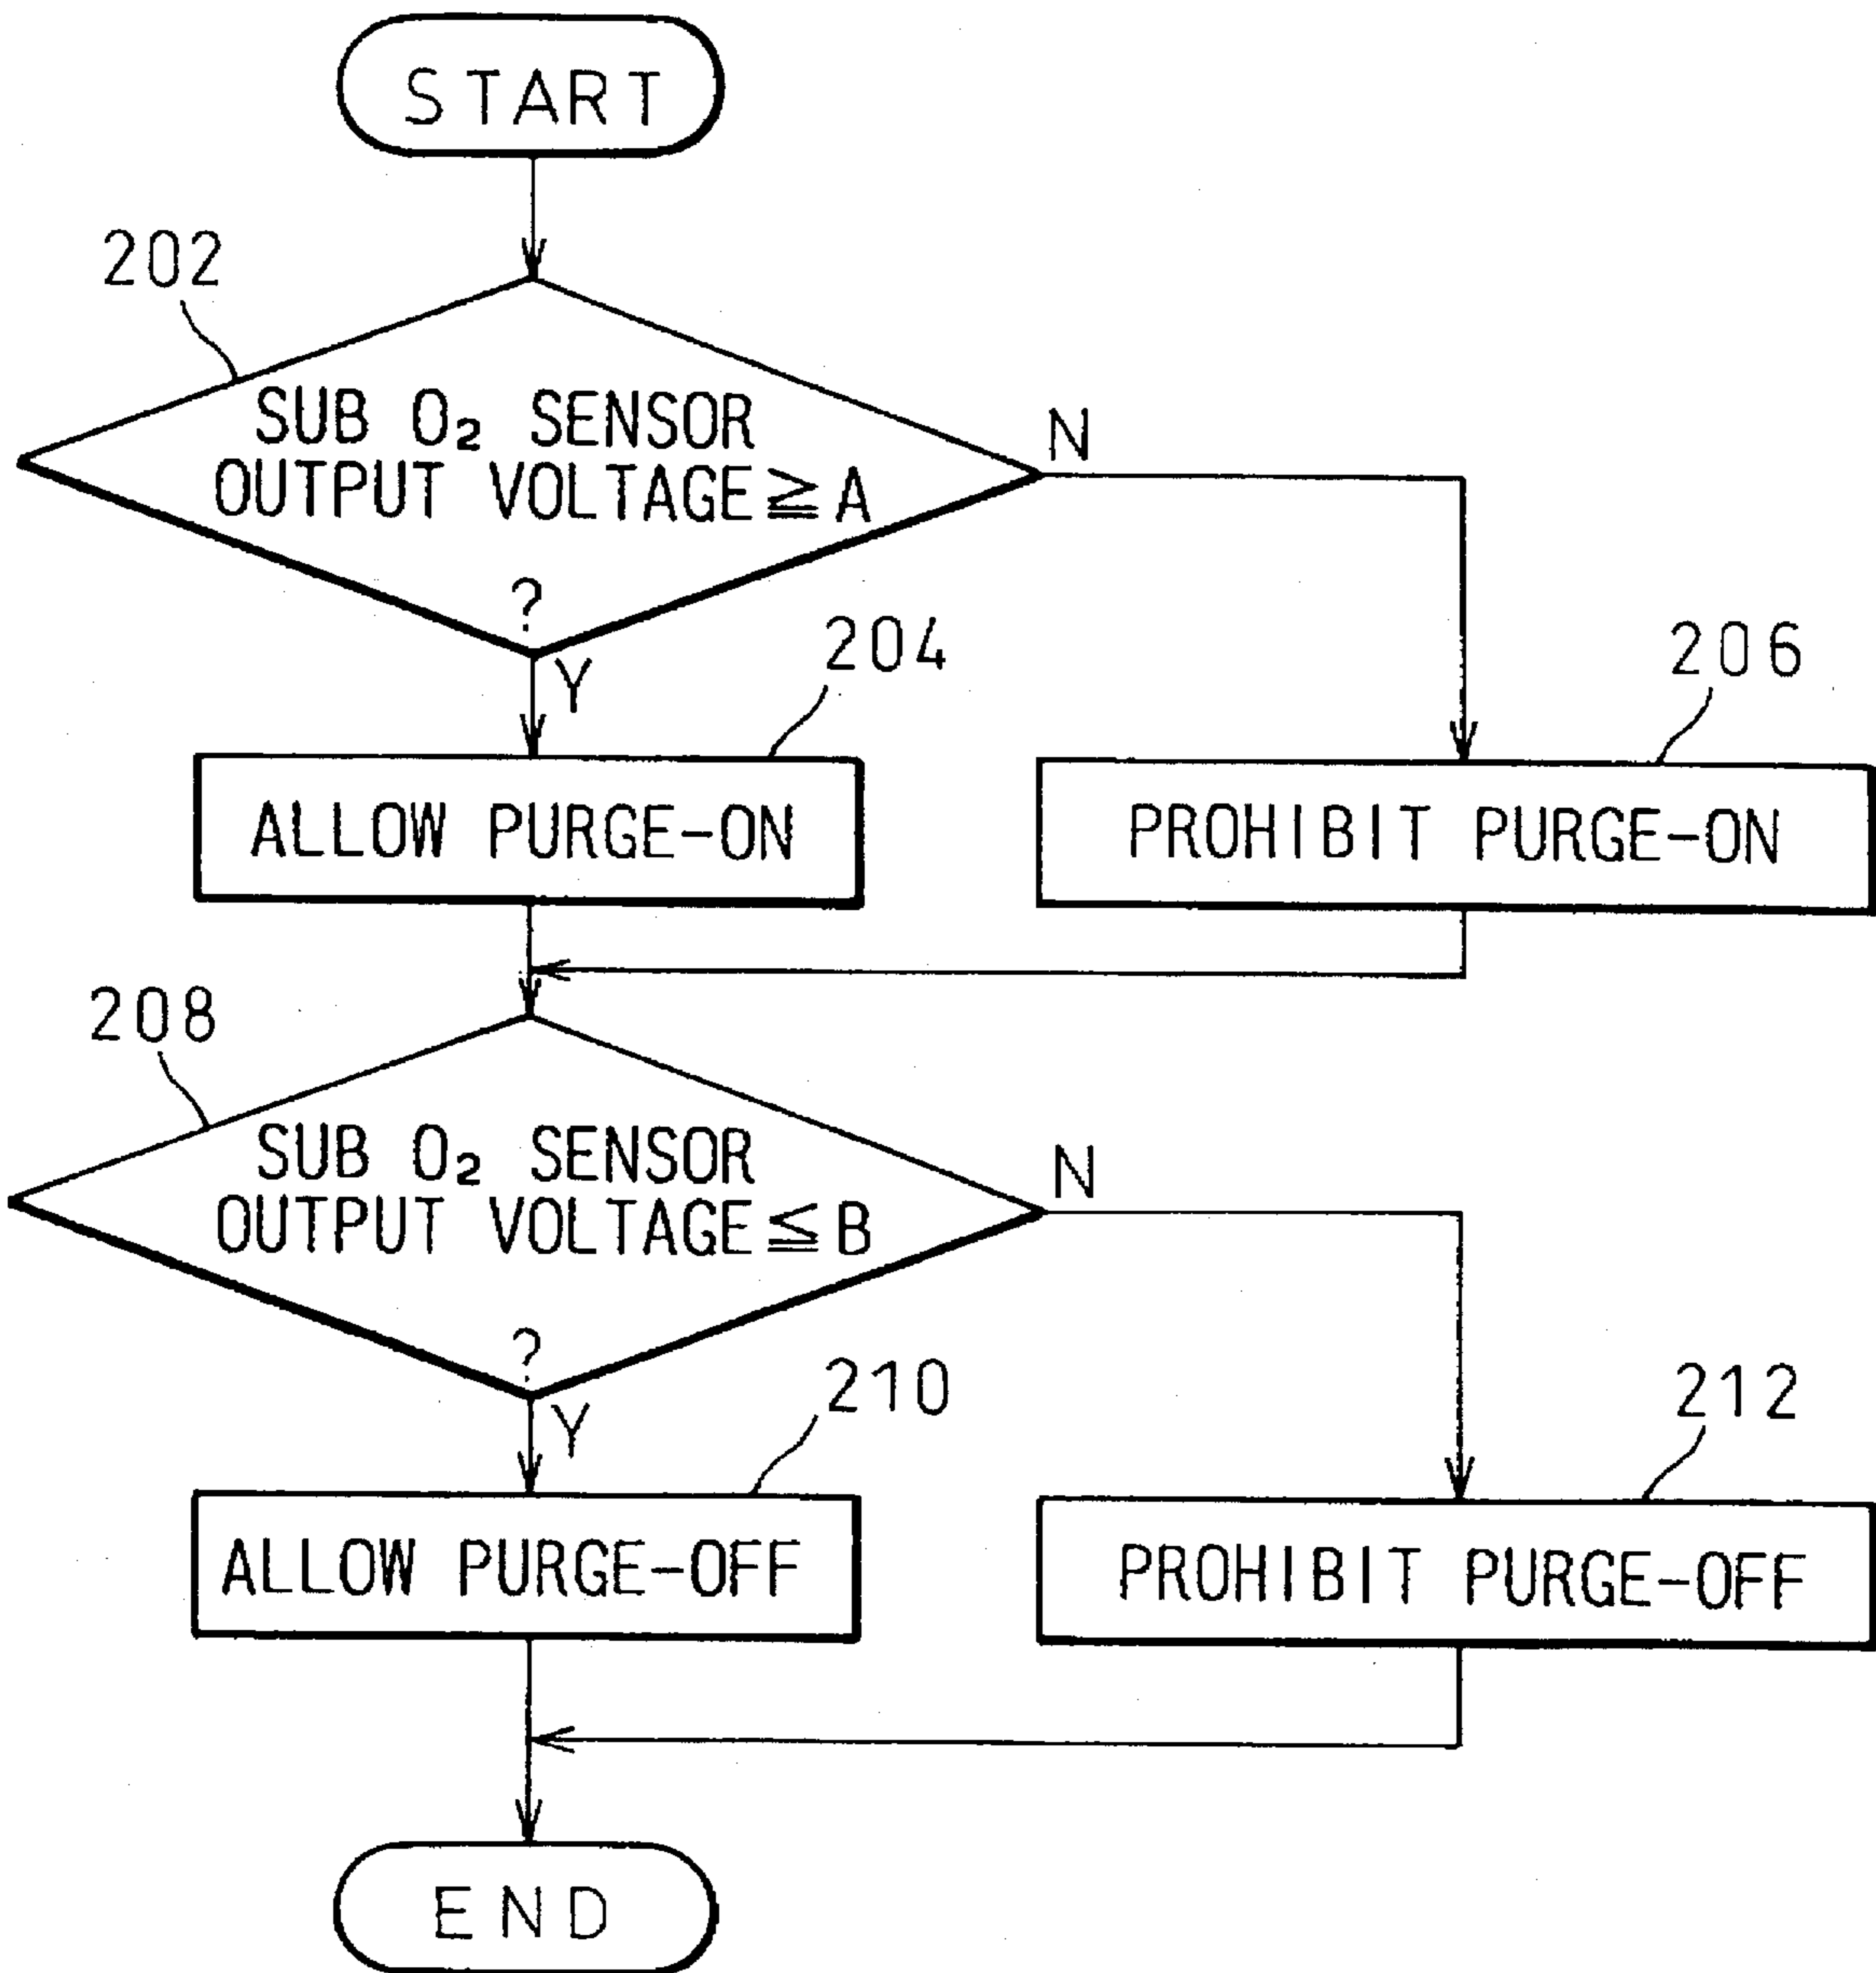 START
202
SUB O₂ SENSOR
OUTPUT VOLTAGE≧A
?
N
Y
204
206
ALLOW PURGE-ON
PROHIBIT PURGE-ON
208
SUB O₂ SENSOR
OUTPUT VOLTAGE≦B
?
N
Y
210
212
ALLOW PURGE-OFF
PROHIBIT PURGE-OFF
END